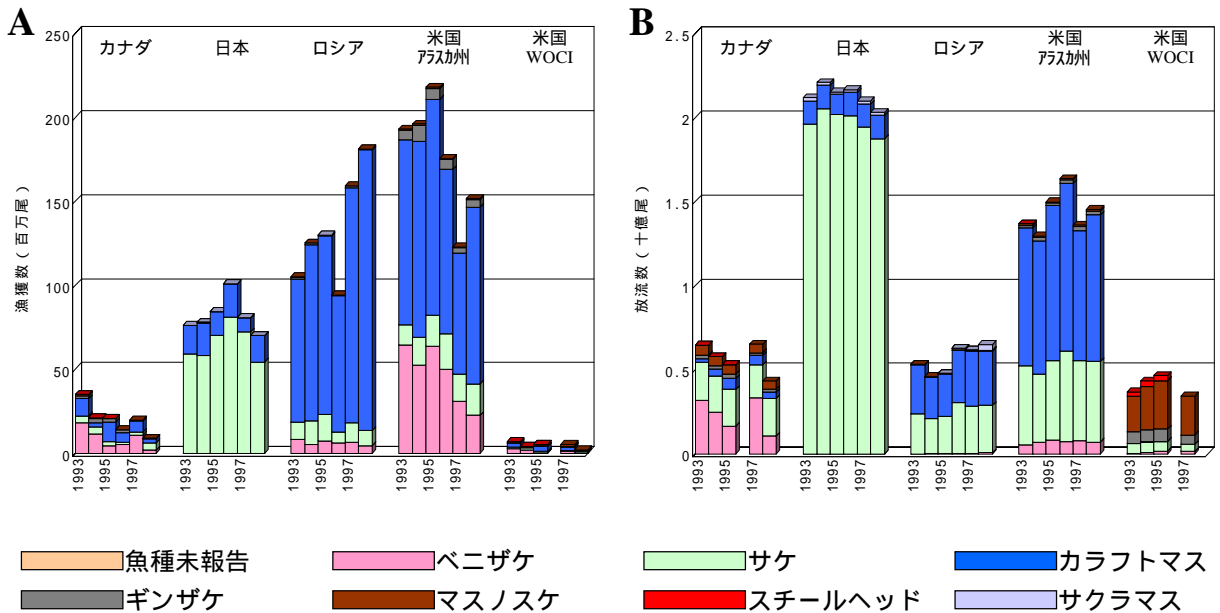 A
カナダ 日本 ロシア 米国 アラスカ州 米国 WOCI
漁獲数(百万尾)
250
200
150
100
50
0
1993 1995 1997 1993 1995 1997 1993 1995 1997 1993 1995 1997 1993 1995 1997
B
カナダ 日本 ロシア 米国 アラスカ州 米国 WOCI
放流数(十億尾)
2.5
2
1.5
1
0.5
0
1993 1995 1997 1993 1995 1997 1993 1995 1997 1993 1995 1997 1993 1995 1997
魚種未報告 ベニザケ サケ カラフトマス
ギンザケ マスノスケ スチールヘッド サクラマス